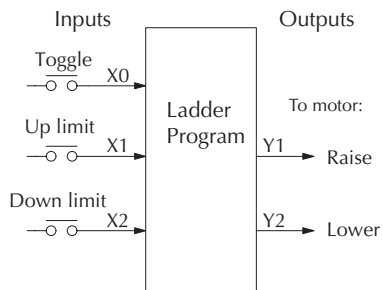 Inputs
Outputs
Toggle
X0
Ladder
Program
To motor:
Up limit
X1
Y1
Raise
Down limit
X2
Y2
Lower